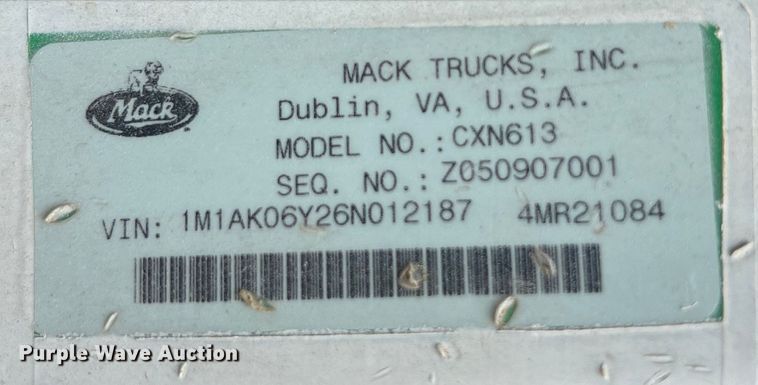 Mack
MACK TRUCKS, INC.
Dublin, VA, U.S.A.
MODEL NO.: CXN613
SEQ. NO.: Z050907001
VIN: 1M1AK06Y26N012187 4MR21084
Purple Wave Auction